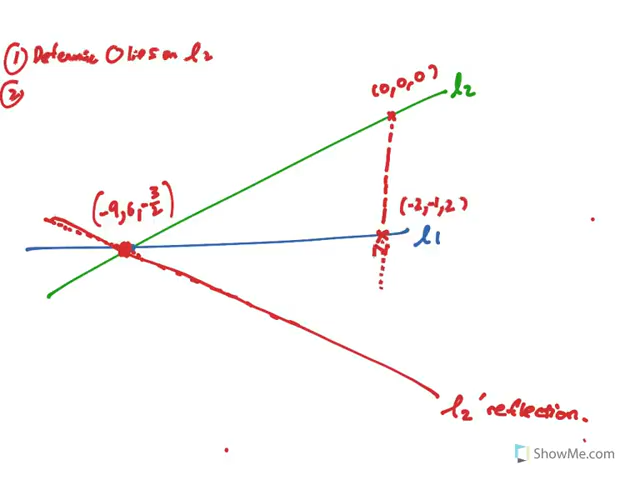 ① Determine O lies on l2
②
(0,0,0)
l2
(-9,6,-3/2)
(-2,-1,2)
l1
l2' reflection.
ShowMe.com